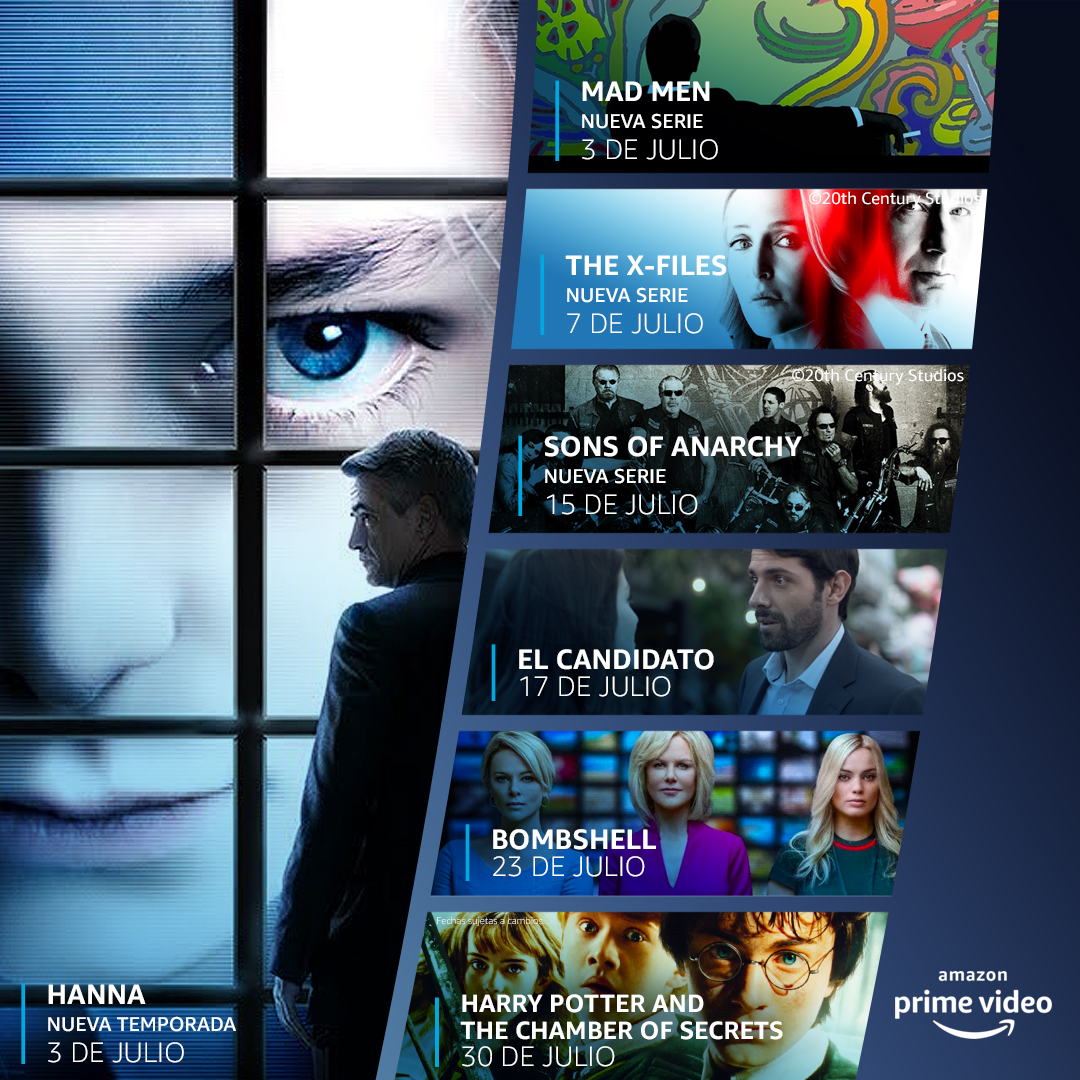 MAD MEN
NUEVA SERIE
3 DE JULIO
©20th Century Studios
THE X-FILES
NUEVA SERIE
7 DE JULIO
©20th Century Studios
SONS OF ANARCHY
NUEVA SERIE
15 DE JULIO
EL CANDIDATO
17 DE JULIO
BOMBSHELL
23 DE JULIO
Fechas sujetas a cambios.
HARRY POTTER AND
THE CHAMBER OF SECRETS
30 DE JULIO
HANNA
NUEVA TEMPORADA
3 DE JULIO
amazon
prime video